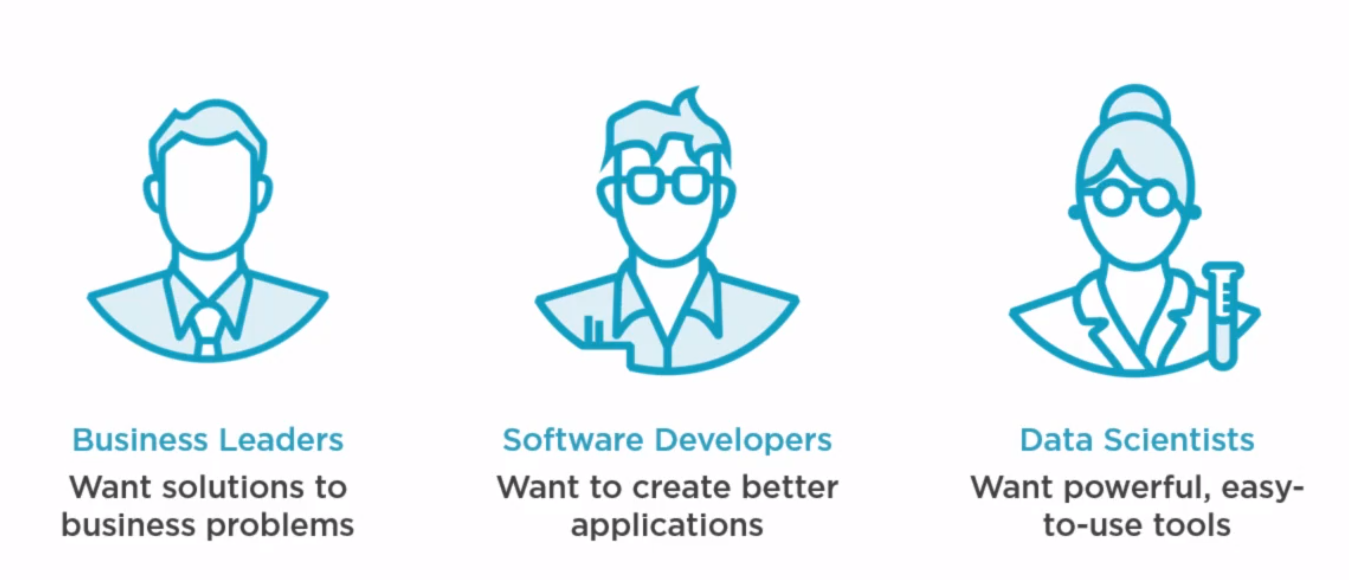 Business Leaders
Want solutions to
business problems
Software Developers
Want to create better
applications
Data Scientists
Want powerful, easy-
to-use tools